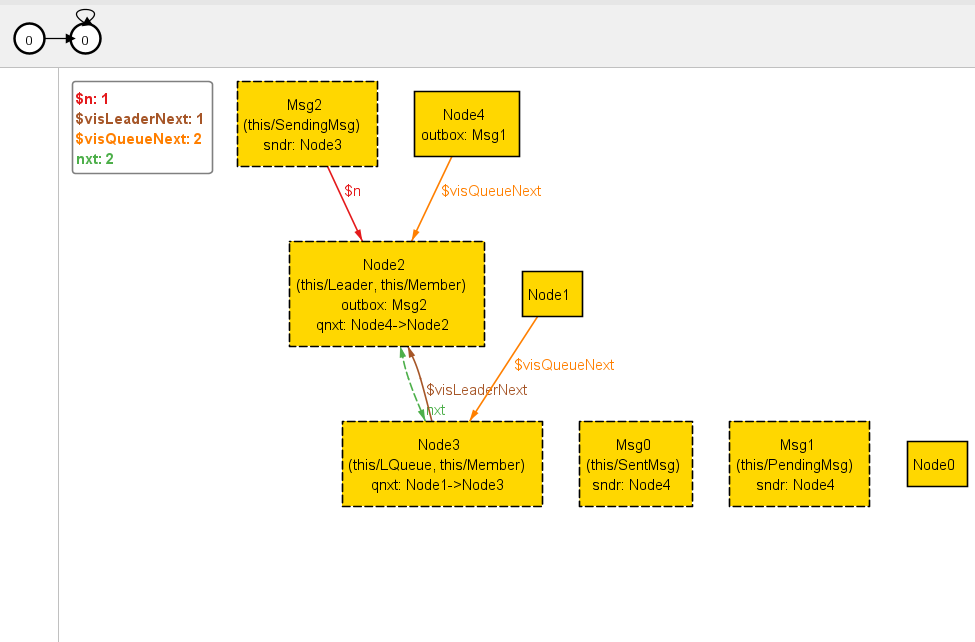 0
0
$n: 1
$visLeaderNext: 1
$visQueueNext: 2
nxt: 2
Msg2
(this/SendingMsg)
sndr: Node3
Node4
outbox: Msg1
$n
$visQueueNext
Node2
(this/Leader, this/Member)
outbox: Msg2
qnxt: Node4->Node2
Node1
$visQueueNext
$visLeaderNext
nxt
Node3
(this/LQueue, this/Member)
qnxt: Node1->Node3
Msg0
(this/SentMsg)
sndr: Node4
Msg1
(this/PendingMsg)
sndr: Node4
Node0